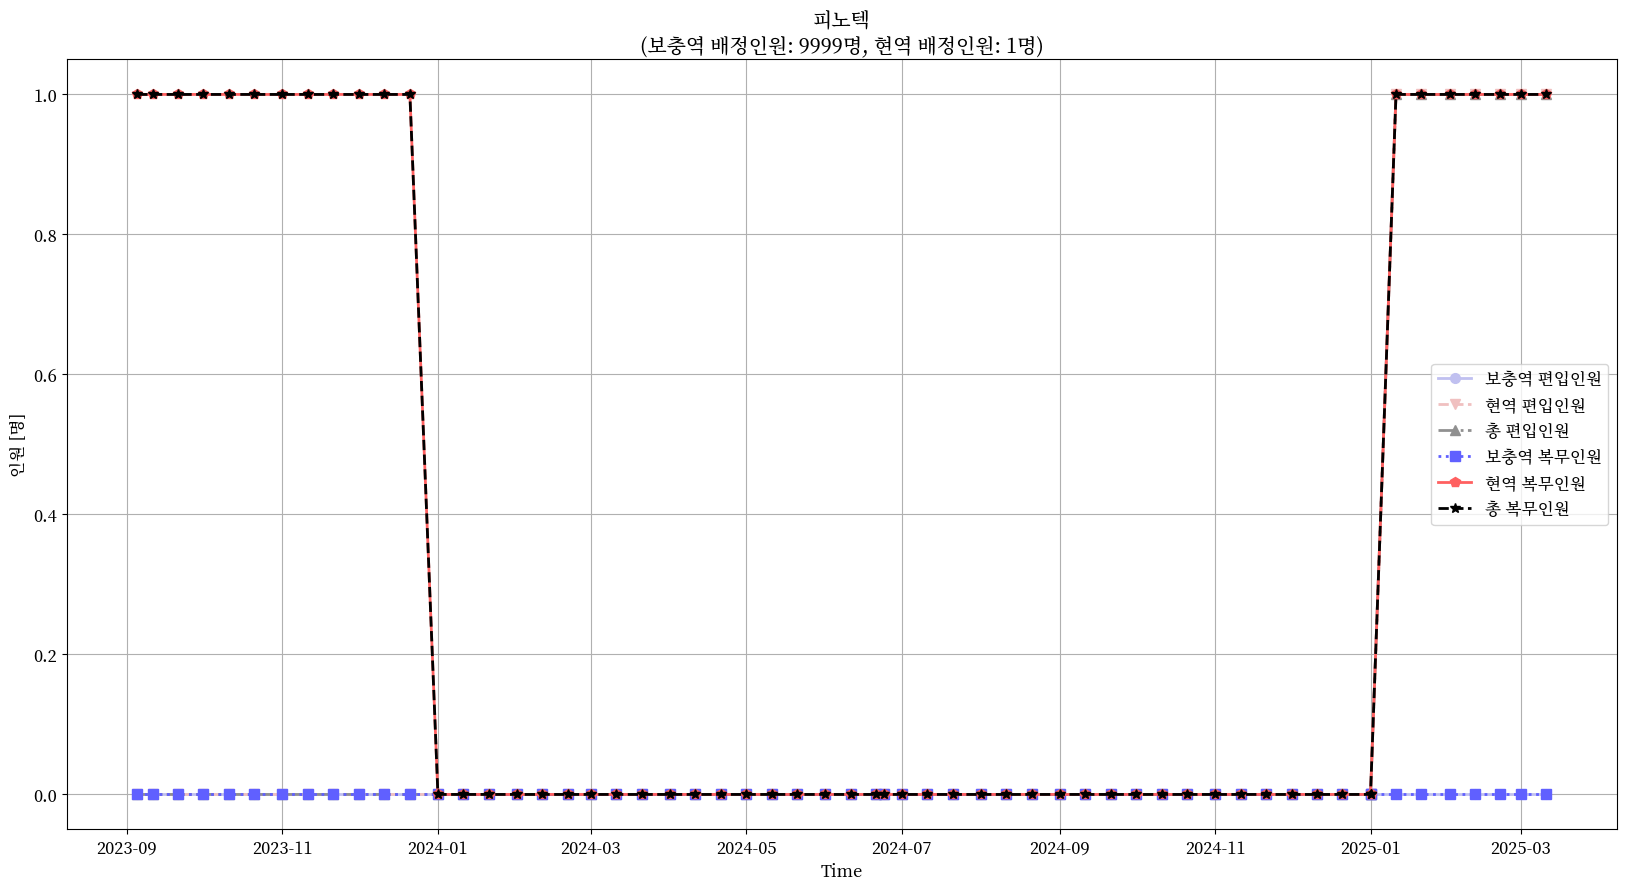 피노텍
(보충역 배정인원: 9999명, 현역 배정인원: 1명)
1.0
0.8
0.6
0.4
0.2
0.0
인원 [명]
보충역 편입인원
현역 편입인원
총 편입인원
보충역 복무인원
현역 복무인원
총 복무인원
2023-09 2023-11 2024-01 2024-03 2024-05 2024-07 2024-09 2024-11 2025-01 2025-03
Time